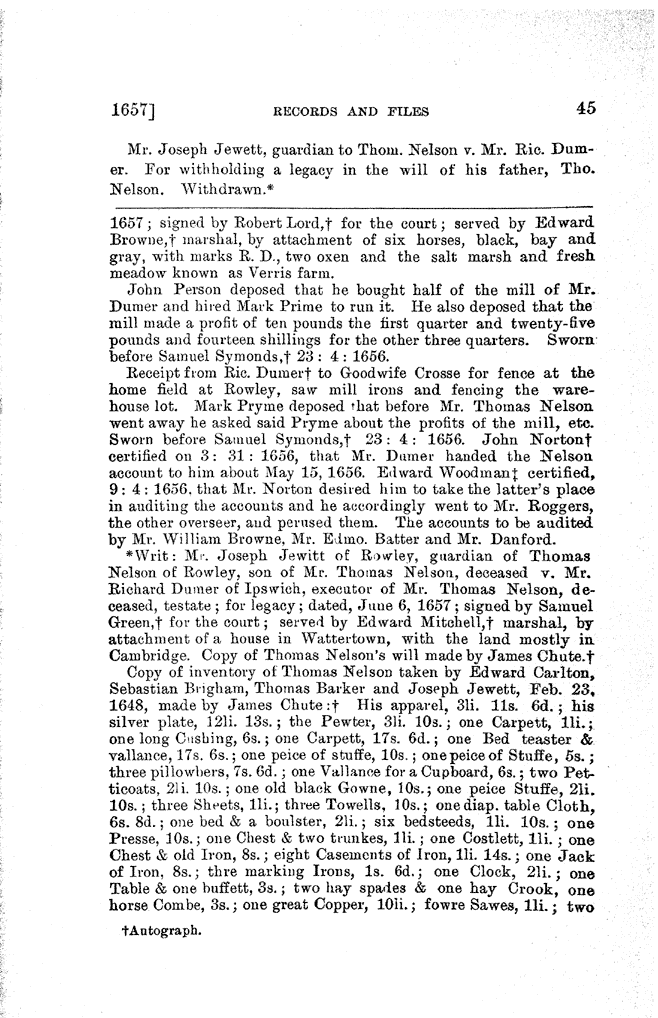 1657]
RECORDS AND FILES
45
Mr. Joseph Jewett, guardian to Thom. Nelson v. Mr. Ric. Dum-
er. For withholding a legacy in the will of his father, Tho.
Nelson. Withdrawn.*
1657; signed by Robert Lord,† for the court; served by Edward
Browne,† marshal, by attachment of six horses, black, bay and
gray, with marks R. D., two oxen and the salt marsh and fresh
meadow known as Verris farm.
John Person deposed that he bought half of the mill of Mr.
Dumer and hired Mark Prime to run it. He also deposed that the
mill made a profit of ten pounds the first quarter and twenty-five
pounds and fourteen shillings for the other three quarters. Sworn
before Samuel Symonds,† 23: 4: 1656.
Receipt from Ric. Dumer† to Goodwife Crosse for fence at the
home field at Rowley, saw mill irons and fencing the ware-
house lot. Mark Pryme deposed that before Mr. Thomas Nelson
went away he asked said Pryme about the profits of the mill, etc.
Sworn before Samuel Symonds,† 23: 4: 1656. John Norton†
certified on 3: 31: 1656, that Mr. Dumer handed the Nelson
account to him about May 15, 1656. Edward Woodman‡ certified,
9: 4: 1656, that Mr. Norton desired him to take the latter's place
in auditing the accounts and he accordingly went to Mr. Roggers,
the other overseer, and perused them. The accounts to be audited
by Mr. William Browne, Mr. Edmo. Batter and Mr. Danford.
*Writ: Mr. Joseph Jewitt of Rowley, guardian of Thomas
Nelson of Rowley, son of Mr. Thomas Nelson, deceased v. Mr.
Richard Dumer of Ipswich, executor of Mr. Thomas Nelson, de-
ceased, testate; for legacy; dated, June 6, 1657; signed by Samuel
Green,† for the court; served by Edward Mitchell,† marshal, by
attachment of a house in Wattertown, with the land mostly in
Cambridge. Copy of Thomas Nelson's will made by James Chute.†
Copy of inventory of Thomas Nelson taken by Edward Carlton,
Sebastian Brigham, Thomas Barker and Joseph Jewett, Feb. 23,
1648, made by James Chute:† His apparel, 3li. 11s. 6d.; his
silver plate, 12li. 13s.; the Pewter, 3li. 10s.; one Carpett, 1li.;
one long Cushing, 6s.; one Carpett, 17s. 6d.; one Bed teaster &
vallance, 17s. 6s.; one peice of stuffe, 10s.; one peice of Stuffe, 5s.;
three pillowbers, 7s. 6d.; one Vallance for a Cupboard, 6s.; two Pet-
ticoats, 2li. 10s.; one old black Gowne, 10s.; one peice Stuffe, 2li.
10s.; three Sheets, 1li.; three Towells, 10s.; one diap. table Cloth,
6s. 8d.; one bed & a boulster, 2li.; six bedsteeds, 1li. 10s.; one
Presse, 10s.; one Chest & two trunkes, 1li.; one Costlett, 1li.; one
Chest & old Iron, 8s.; eight Casements of Iron, 1li. 14s.; one Jack
of Iron, 8s.; thre marking Irons, 1s. 6d.; one Clock, 2li.; one
Table & one buffett, 3s.; two hay spades & one hay Crook, one
horse Combe, 3s.; one great Copper, 10li.; fowre Sawes, 1li.; two
†Autograph.